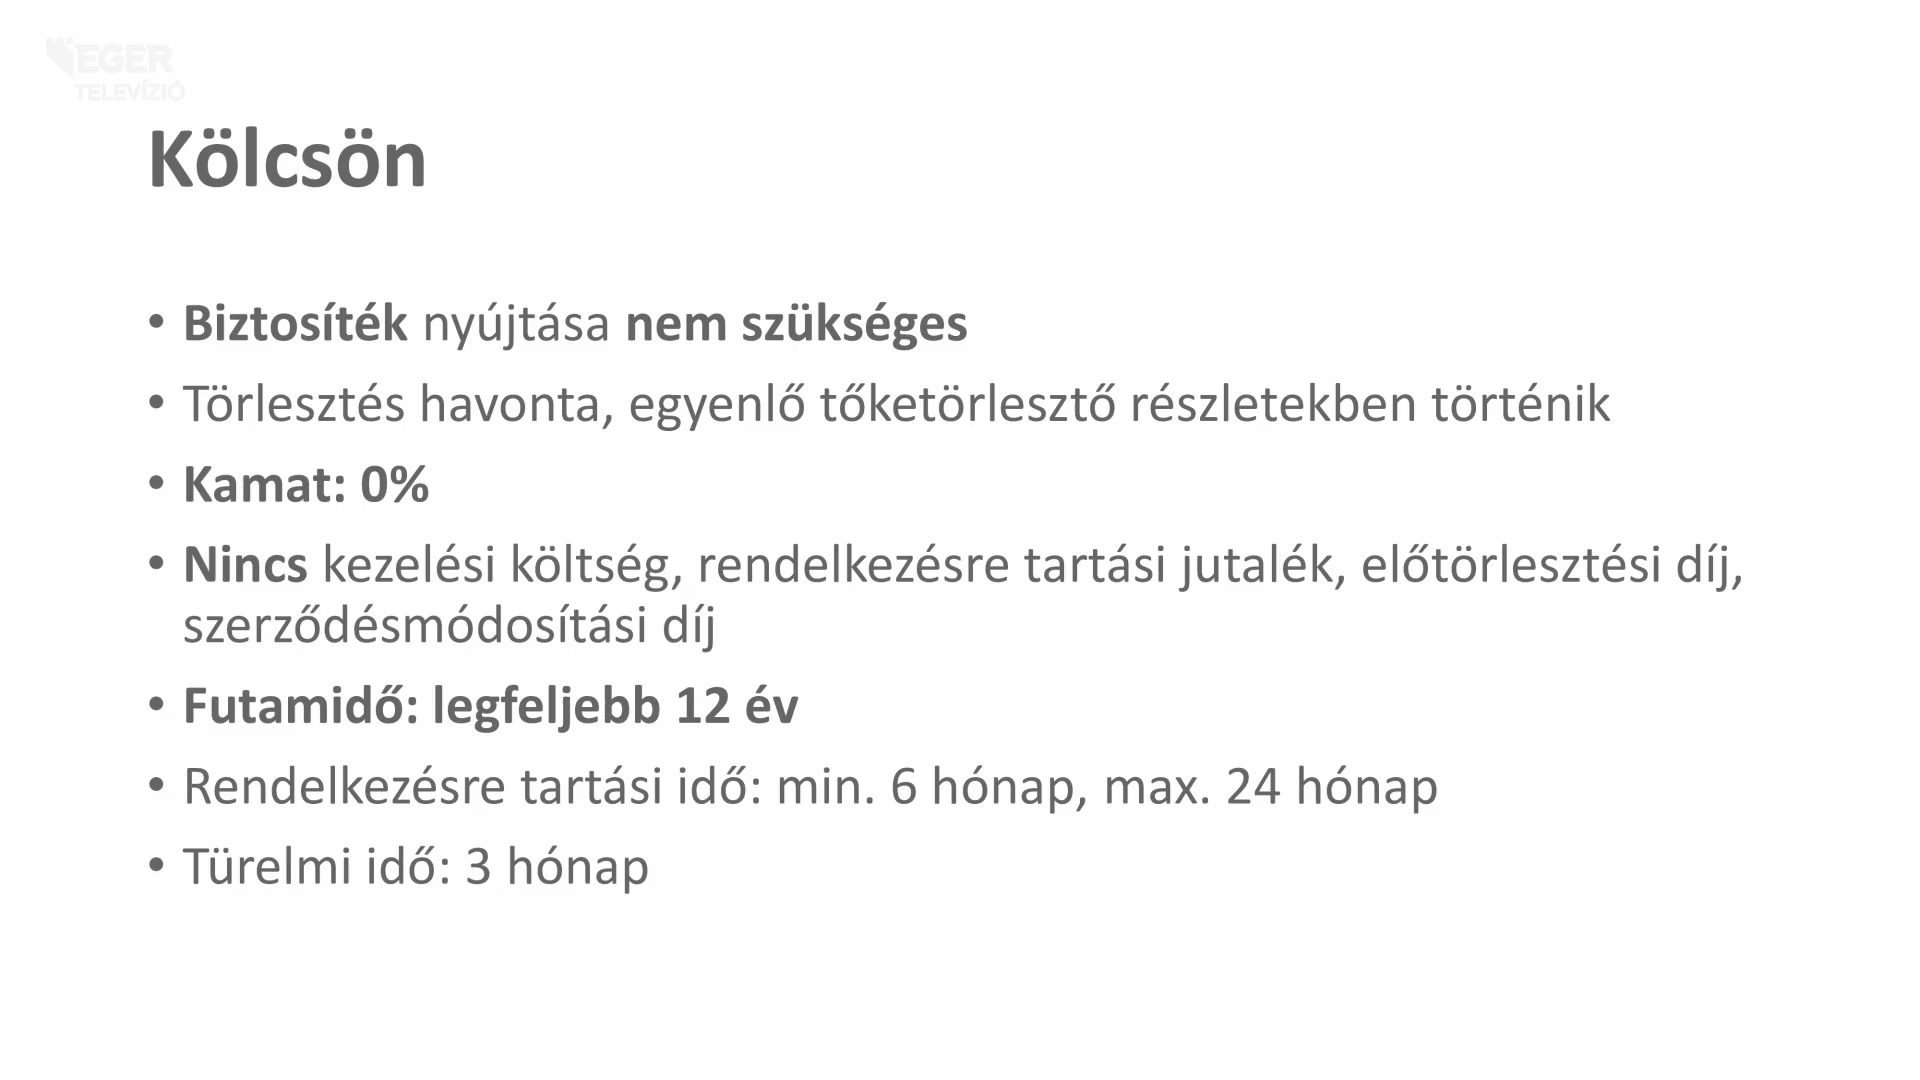 EGER
TELEVÍZIÓ
Kölcsön
• Biztosíték nyújtása nem szükséges
• Törlesztés havonta, egyenlő tőketörlesztő részletekben történik
• Kamat: 0%
• Nincs kezelési költség, rendelkezésre tartási jutalék, előtörlesztési díj,
szerződésmódosítási díj
• Futamidő: legfeljebb 12 év
• Rendelkezésre tartási idő: min. 6 hónap, max. 24 hónap
• Türelmi idő: 3 hónap